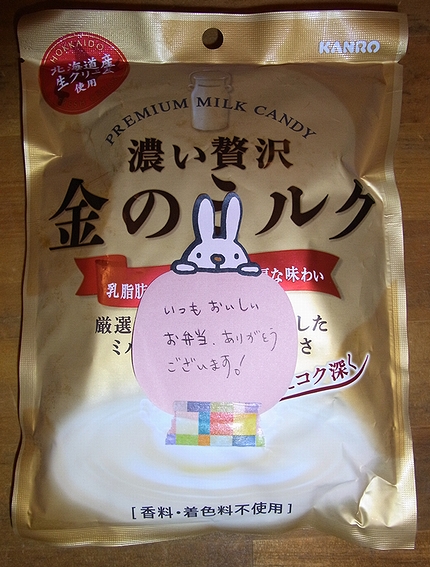 HOKKAIDO
北海道産
生クリーム
使用
KANRO
PREMIUM MILK CANDY
濃い贅沢
金のミルク
乳脂肪
な味わい
いつもおいしい
お弁当、ありがとう
ございます!
厳選
した
ミ
さ
コク深く
[香料・着色料不使用]